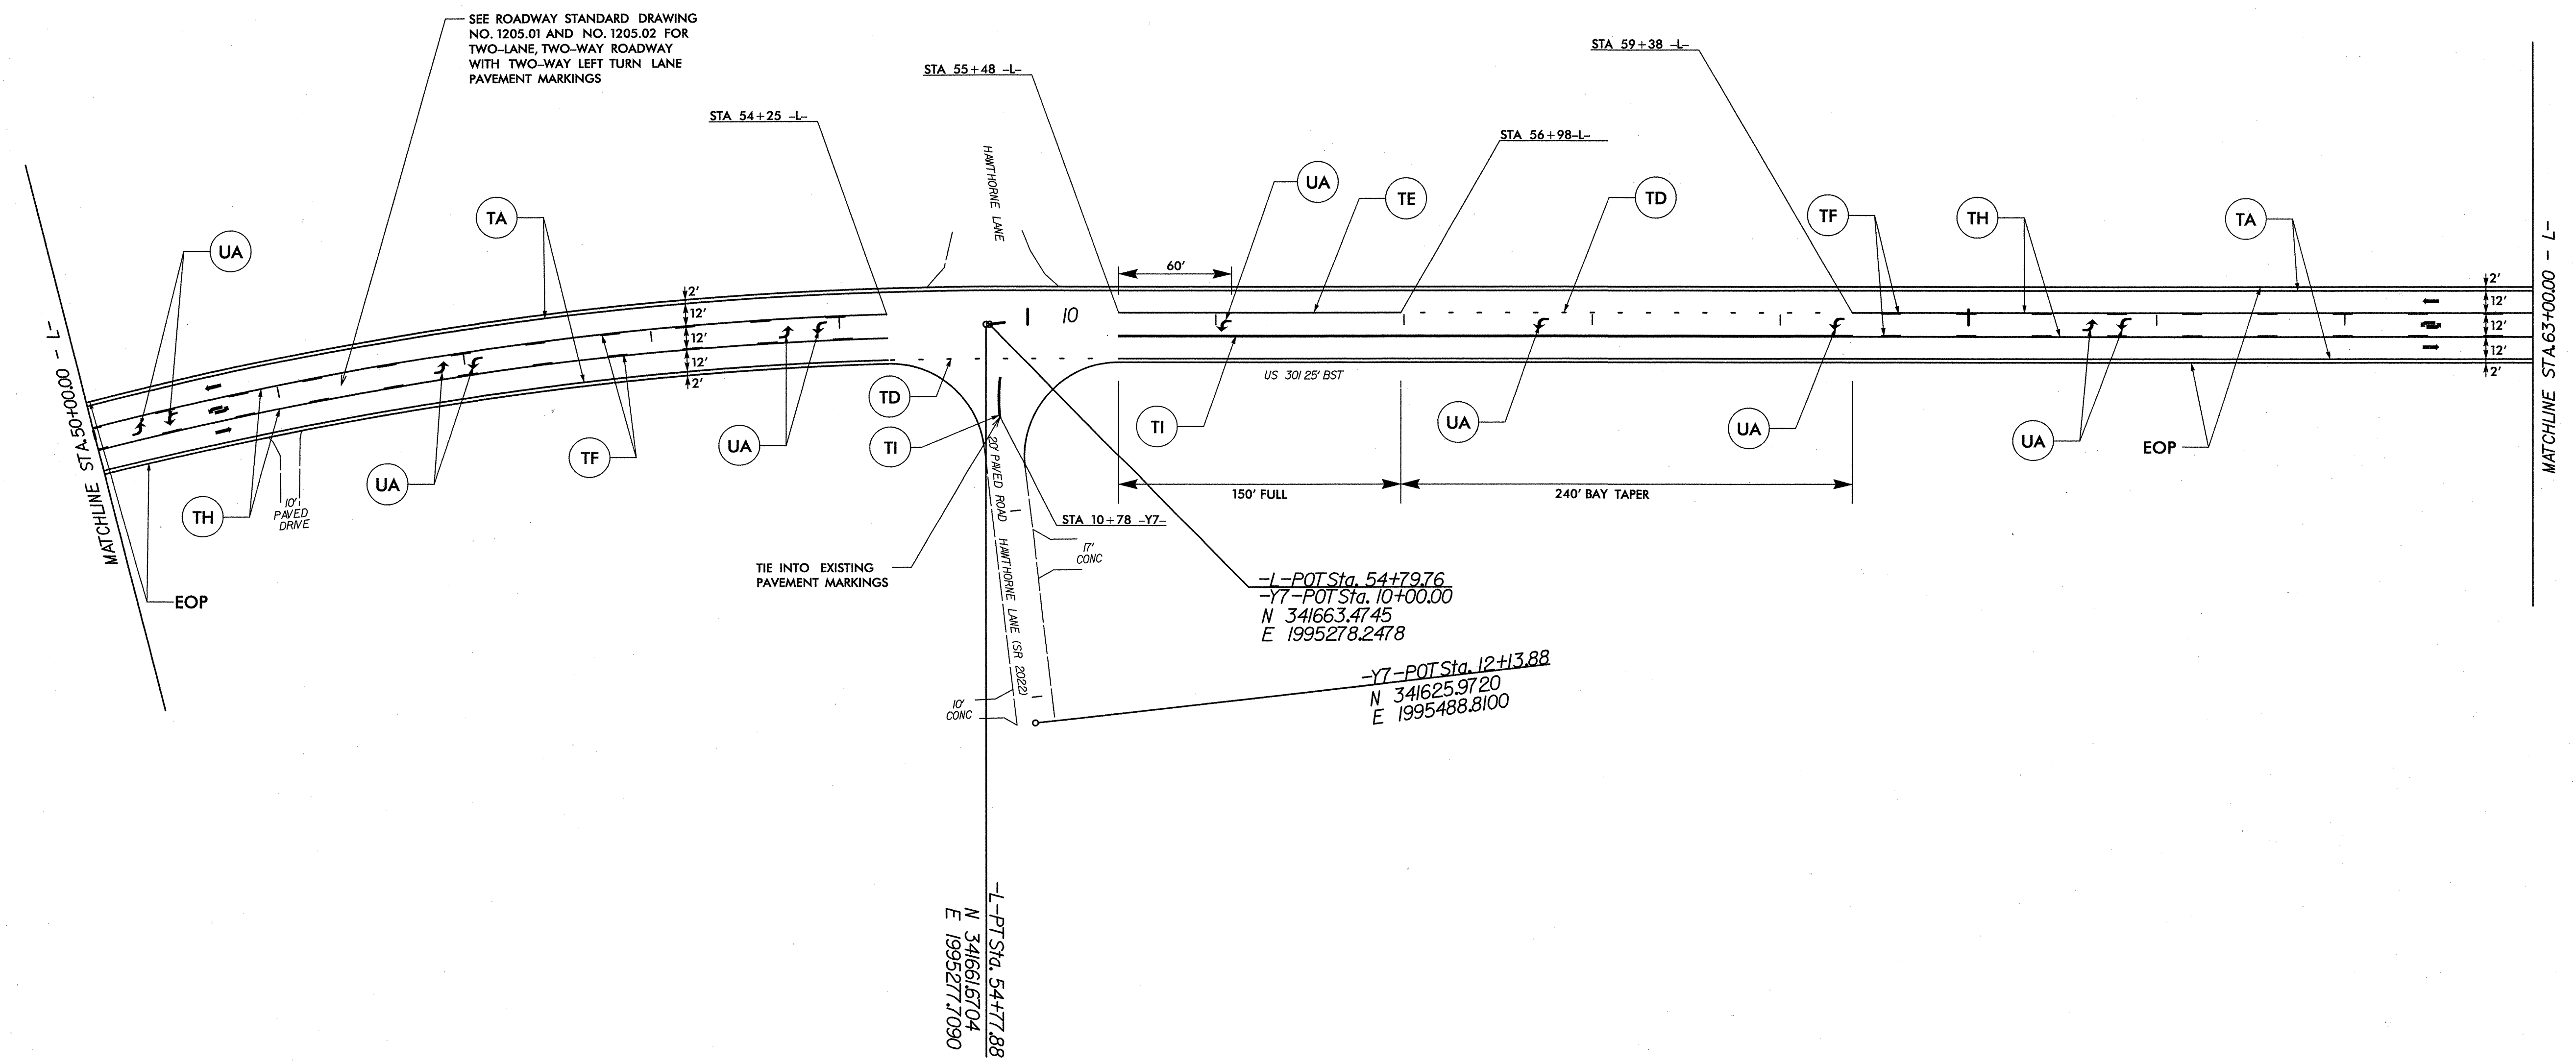 SEE ROADWAY STANDARD DRAWING
NO. 1205.01 AND NO. 1205.02 FOR
TWO-LANE, TWO-WAY ROADWAY
WITH TWO-WAY LEFT TURN LANE
PAVEMENT MARKINGS
STA 59+38 -L-
STA 55+48 -L-
STA 54+25 -L-
STA 56+98-L-
HAWTHORNE LANE
UA
TE
TD
TF
TH
TA
TA
UA
60'
2'
12'
12'
12'
2'
10
2'
12'
12'
12'
2'
MATCHLINE STA.50+00.00 - L-
MATCHLINE STA.63+00.00 - L-
US 301 25' BST
TD
TI
UA
TF
UA
TH
10'
PAVED
DRIVE
TI
UA
UA
UA
EOP
150' FULL
240' BAY TAPER
20' PAVED ROAD HAWTHORNE LANE (SR 2022)
STA 10+78 -Y7-
17'
CONC
TIE INTO EXISTING
PAVEMENT MARKINGS
EOP
-L-POT Sta. 54+79.76
-Y7-POT Sta. 10+00.00
N 341663.4745
E 1995278.2478
-Y7-POT Sta. 12+13.88
N 341625.9720
E 1995488.8100
10'
CONC
-L-PT Sta. 54+77.88
N 341661.6704
E 1995277.7090